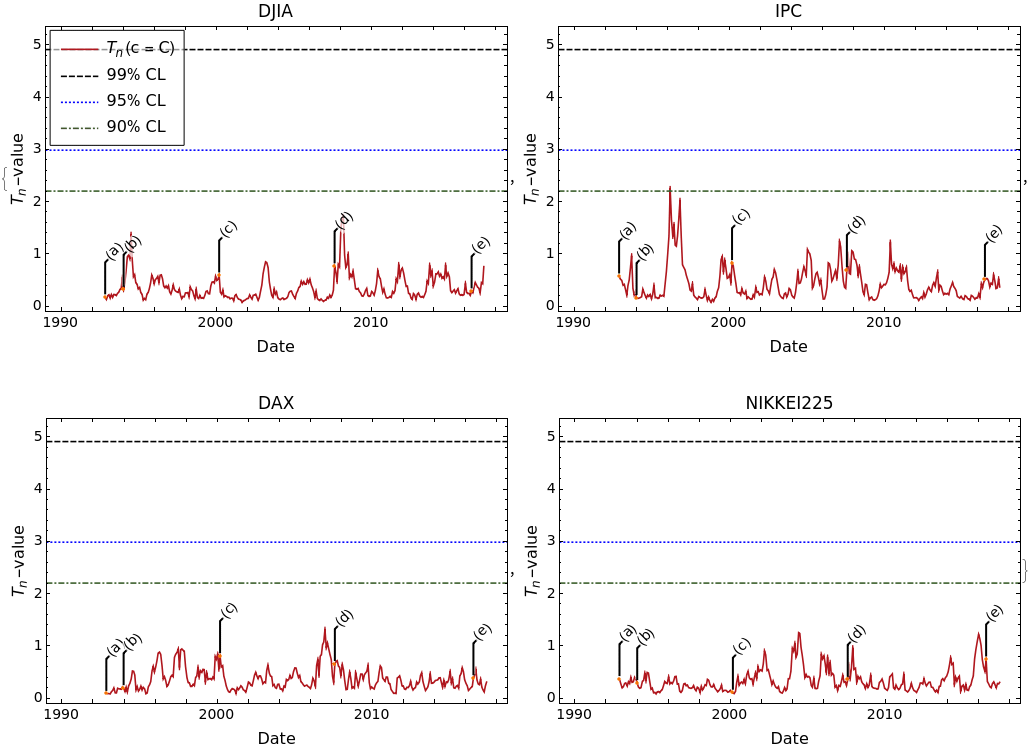 DJIA
5
4
3
2
1
0
T_n–value
T_n(c = C)
99% CL
95% CL
90% CL
(a)
(b)
(c)
(d)
(e)
1990
2000
2010
Date
{
,
IPC
5
4
3
2
1
0
T_n–value
(a)
(b)
(c)
(d)
(e)
1990
2000
2010
Date
,
DAX
5
4
3
2
1
0
T_n–value
(a)
(b)
(c)
(d)
(e)
1990
2000
2010
Date
,
NIKKEI225
5
4
3
2
1
0
T_n–value
(a)
(b)
(c)
(d)
(e)
1990
2000
2010
Date
}